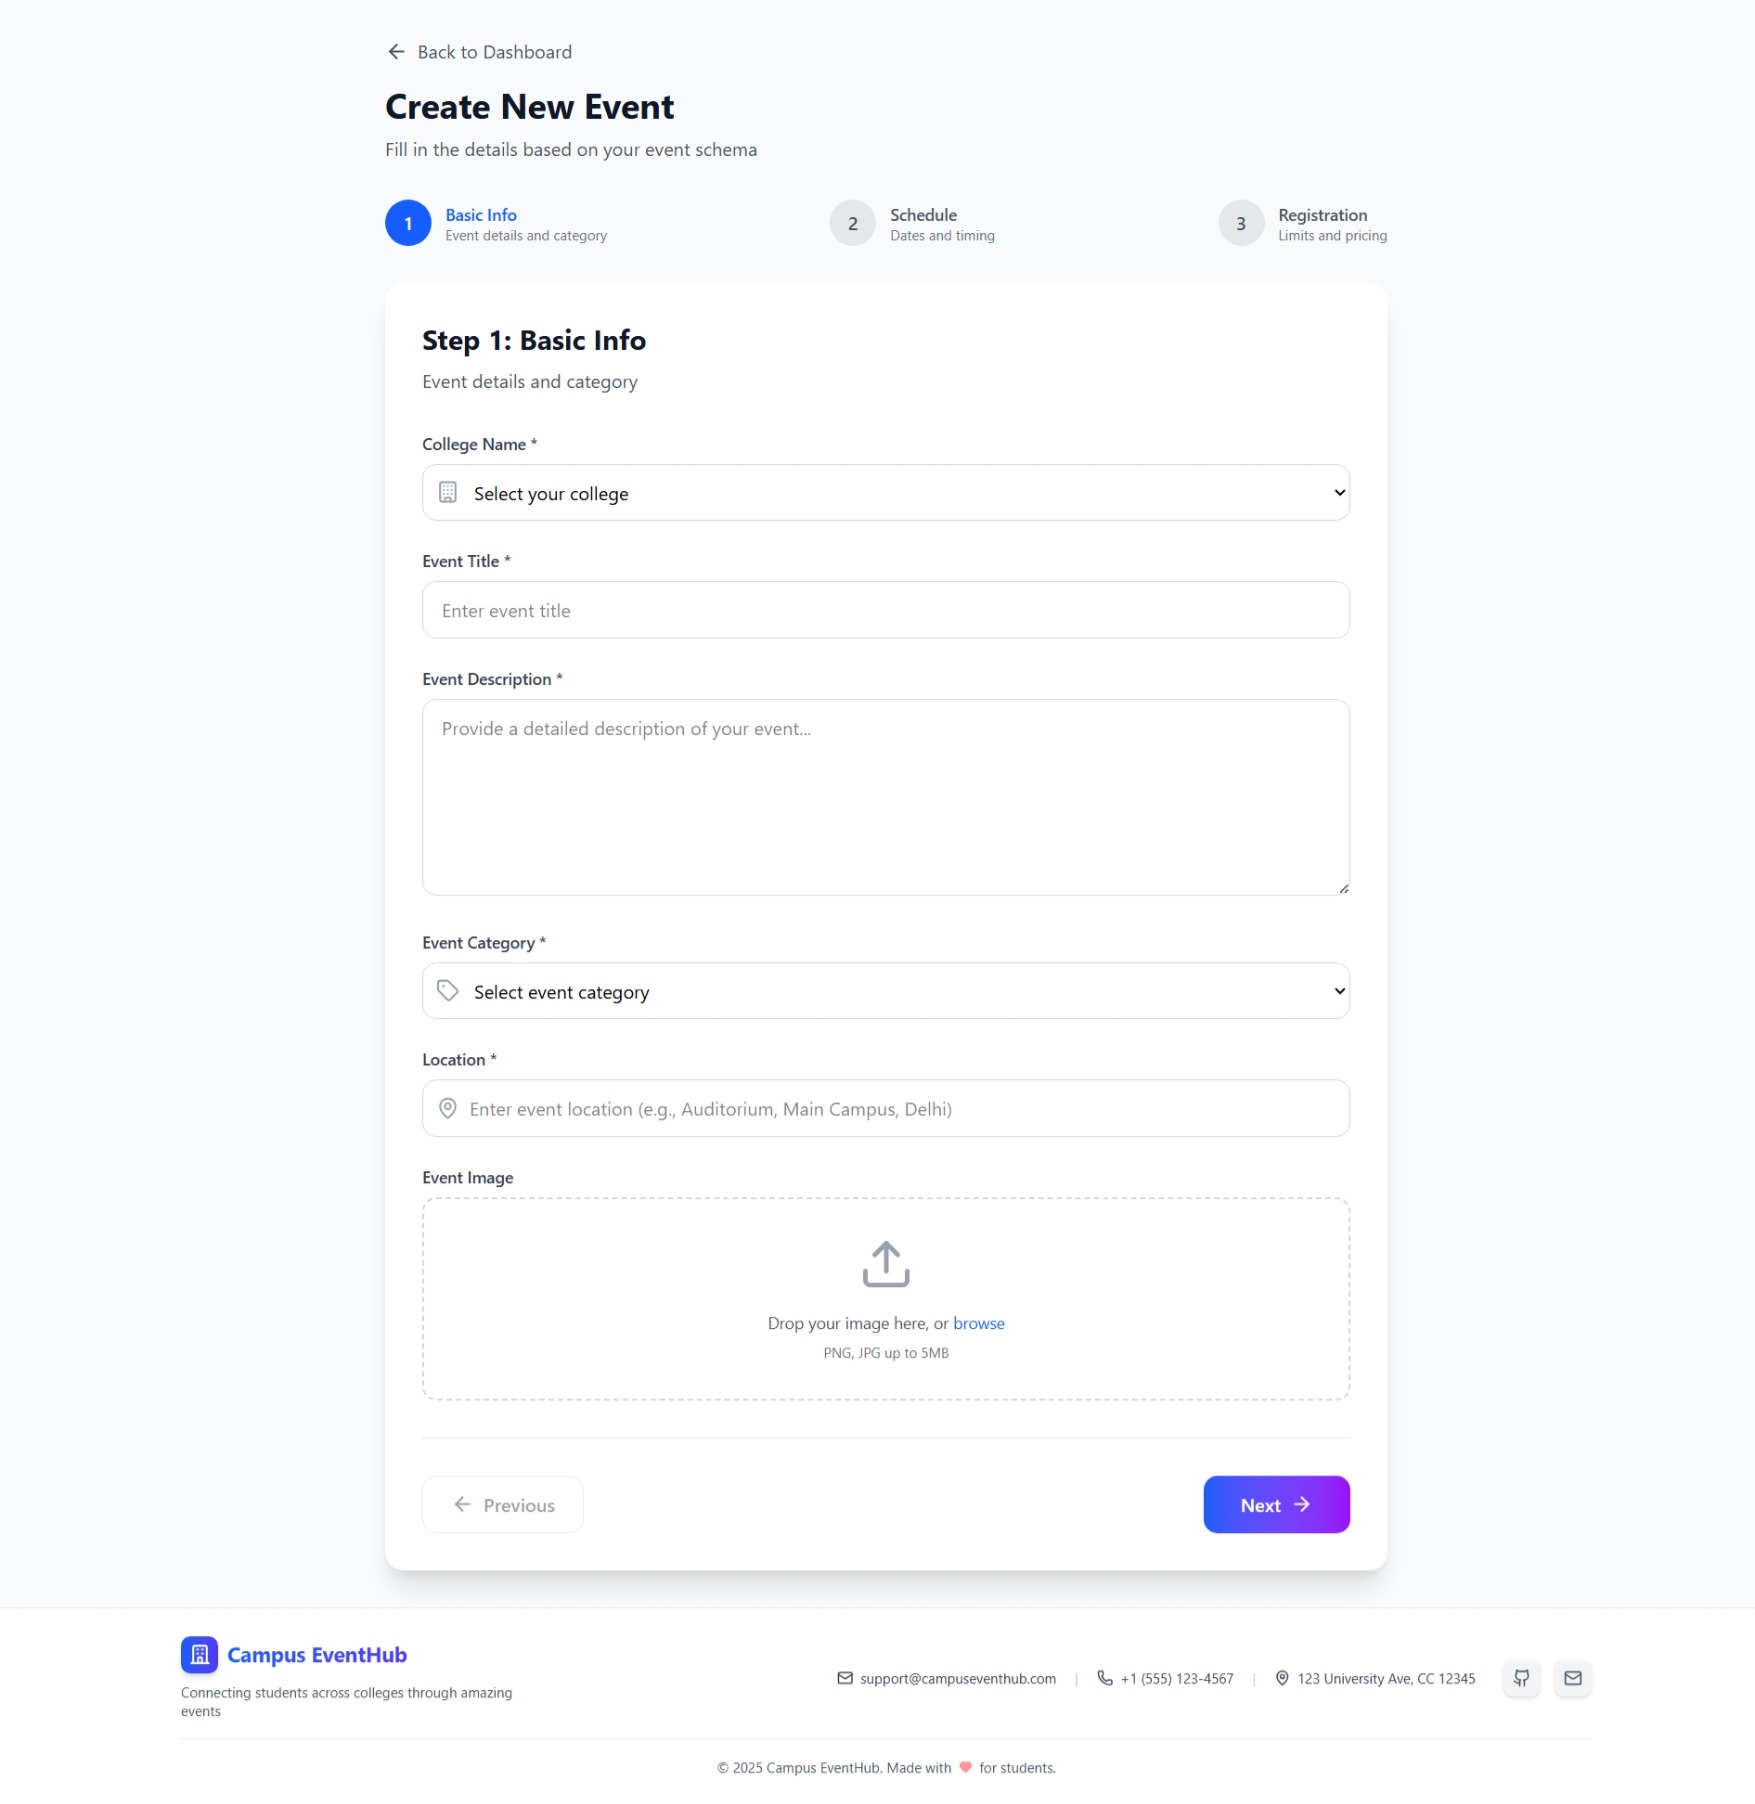 Back to Dashboard
Create New Event
Fill in the details based on your event schema
1
Basic Info
Event details and category
2
Schedule
Dates and timing
3
Registration
Limits and pricing
Step 1: Basic Info
Event details and category
College Name *
Select your college
Event Title *
Enter event title
Event Description *
Provide a detailed description of your event...
Event Category *
Select event category
Location *
Enter event location (e.g., Auditorium, Main Campus, Delhi)
Event Image
Drop your image here, or browse
PNG, JPG up to 5MB
Previous
Next
Campus EventHub
Connecting students across colleges through amazing
events
support@campuseventhub.com | +1 (555) 123-4567 | 123 University Ave, CC 12345
© 2025 Campus EventHub. Made with ❤ for students.